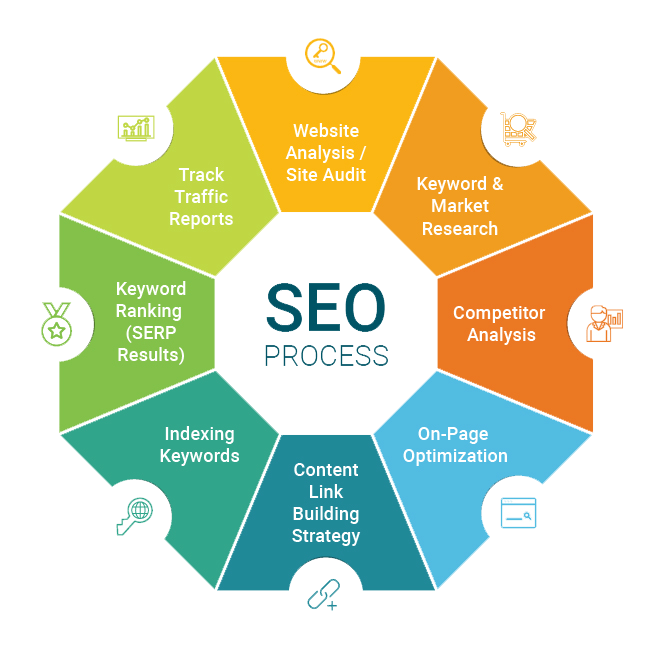 Website
Analysis /
Site Audit
Keyword &
Market
Research
Competitor
Analysis
On-Page
Optimization
Content
Link
Building
Strategy
Indexing
Keywords
Keyword
Ranking
(SERP
Results)
Track
Traffic
Reports
SEO
PROCESS